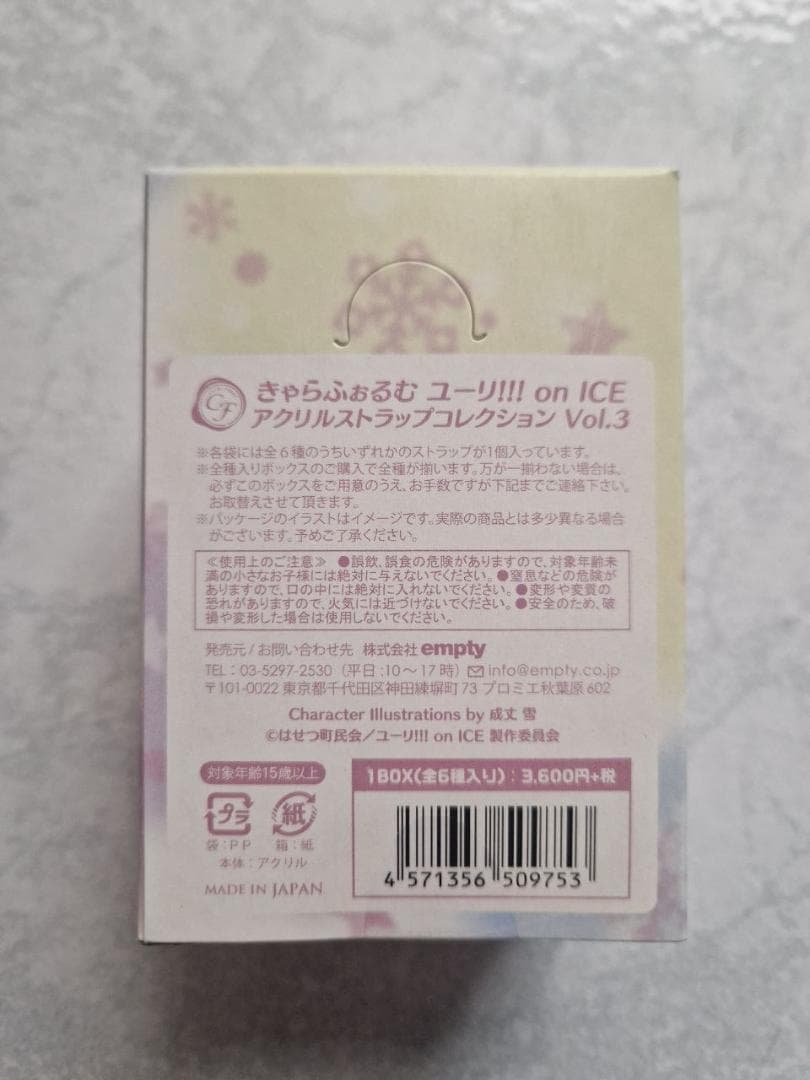 CF
きゃらふぉるむ ユーリ!!! on ICE
アクリルストラップコレクション Vol.3
※各袋には全6種のうちいずれかのストラップが1個入っています。
※全種入りボックスのご購入で全種が揃います。万が一揃わない場合は、
必ずこのボックスをご用意のうえ、お手数ですが下記までご連絡下さい。
お取替えさせて頂きます。
※パッケージのイラストはイメージです。実際の商品とは多少異なる場合
がございます。予めご了承ください。
≪使用上のご注意≫ ●誤飲、誤食の危険がありますので、対象年齢未
満の小さなお子様には絶対に与えないでください。●窒息などの危険が
ありますので、口の中には絶対に入れないでください。●変形や変質の
恐れがありますので、火気には近づけないでください。●安全のため、破
損や変形した場合は使用しないでください。
発売元/お問い合わせ先 株式会社empty
TEL:03-5297-2530(平日:10〜17時) info@empty.co.jp
〒101-0022 東京都千代田区神田練塀町73 プロミエ秋葉原 602
Character Illustrations by 成丈 雪
©はせつ町民会/ユーリ!!! on ICE 製作委員会
対象年齢15歳以上
プラ 紙
袋:PP 箱:紙
本体:アクリル
MADE IN JAPAN
1BOX(全6種入り):3,600円+税
4 571356 509753